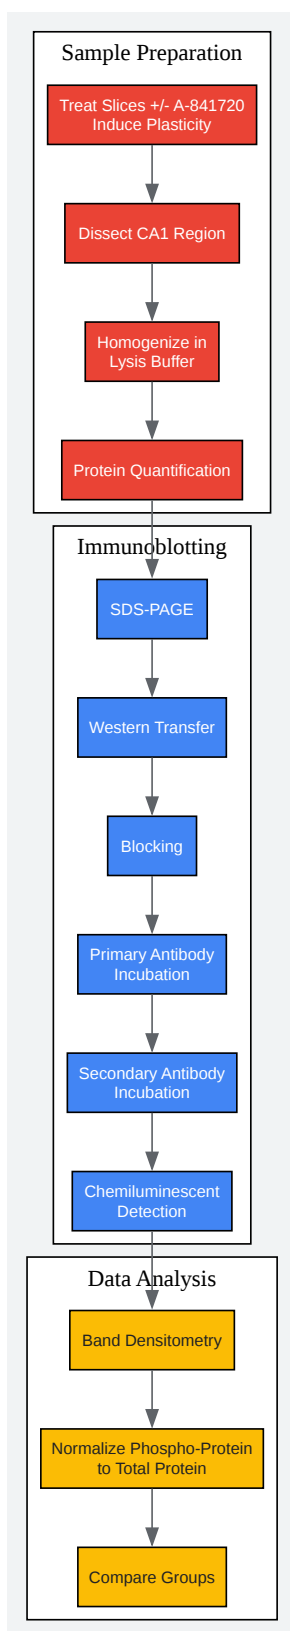 Sample Preparation
Treat Slices +/- A-841720
Induce Plasticity
Dissect CA1 Region
Homogenize in
Lysis Buffer
Protein Quantification
Immunoblotting
SDS-PAGE
Western Transfer
Blocking
Primary Antibody
Incubation
Secondary Antibody
Incubation
Chemiluminescent
Detection
Data Analysis
Band Densitometry
Normalize Phospho-Protein
to Total Protein
Compare Groups